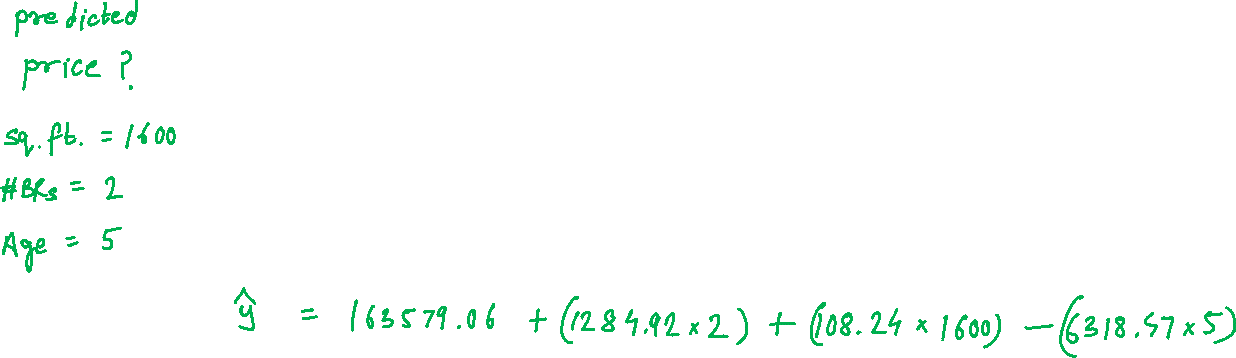 predicted
price ?
sq. ft. = 1600
#BRs = 2
Age = 5
ŷ = 163579.06 + (1284.92 × 2) + (108.24 × 1600) − (6318.57 × 5)